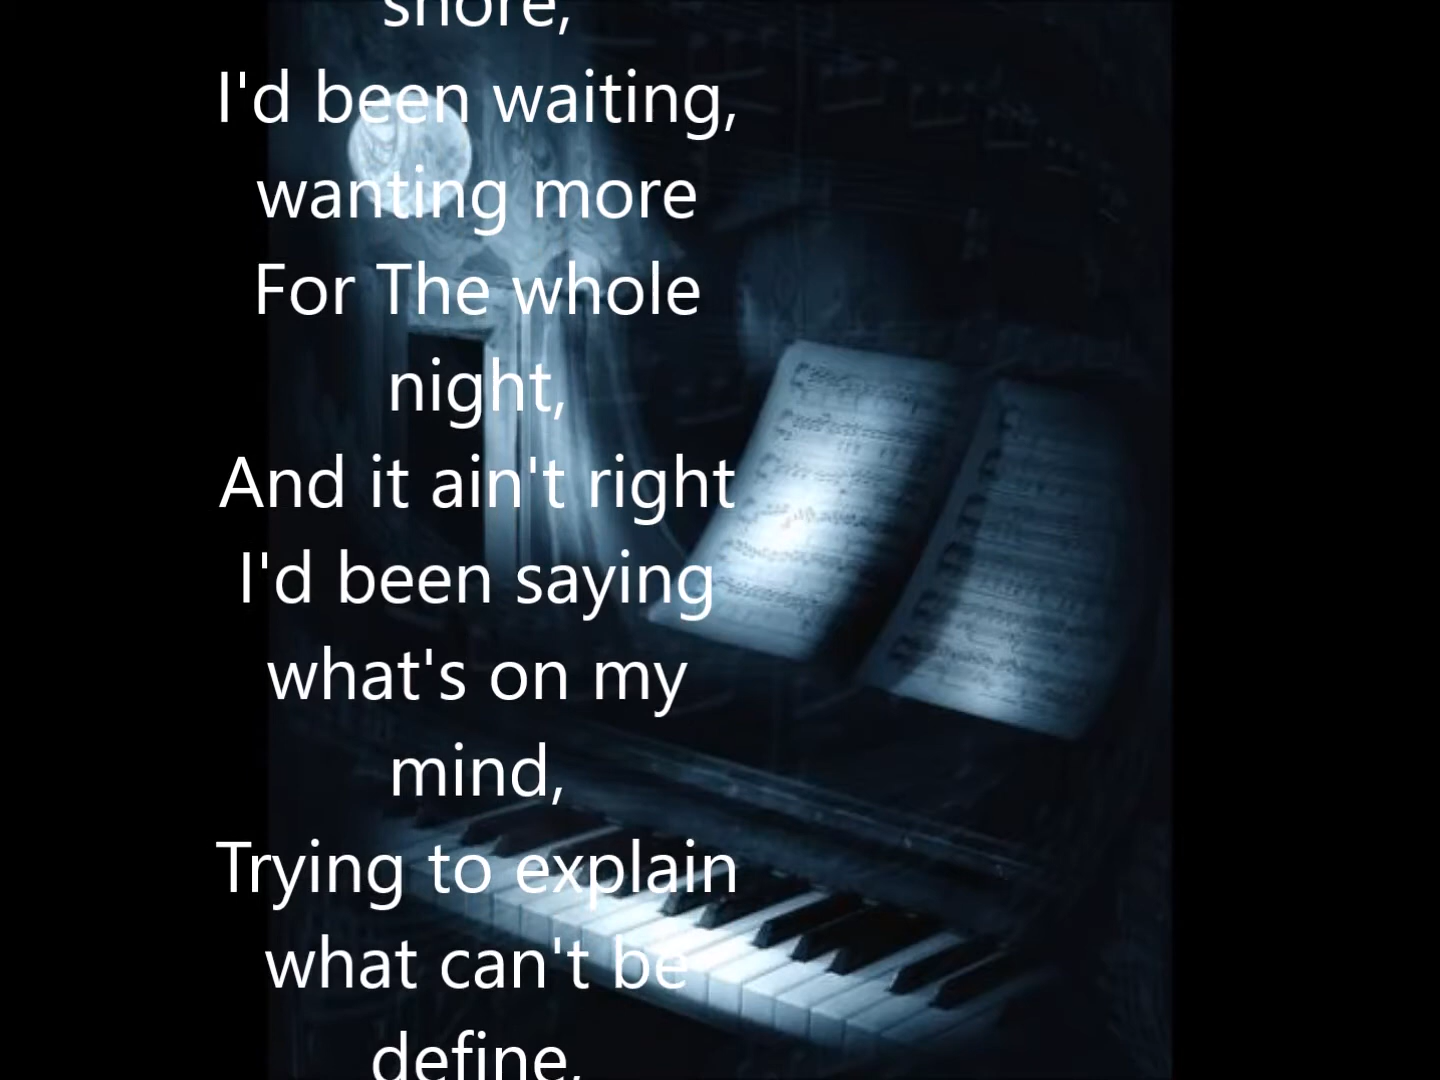 shore,
I'd been waiting,
wanting more
For The whole
night,
And it ain't right
I'd been saying
what's on my
mind,
Trying to explain
what can't be
define,